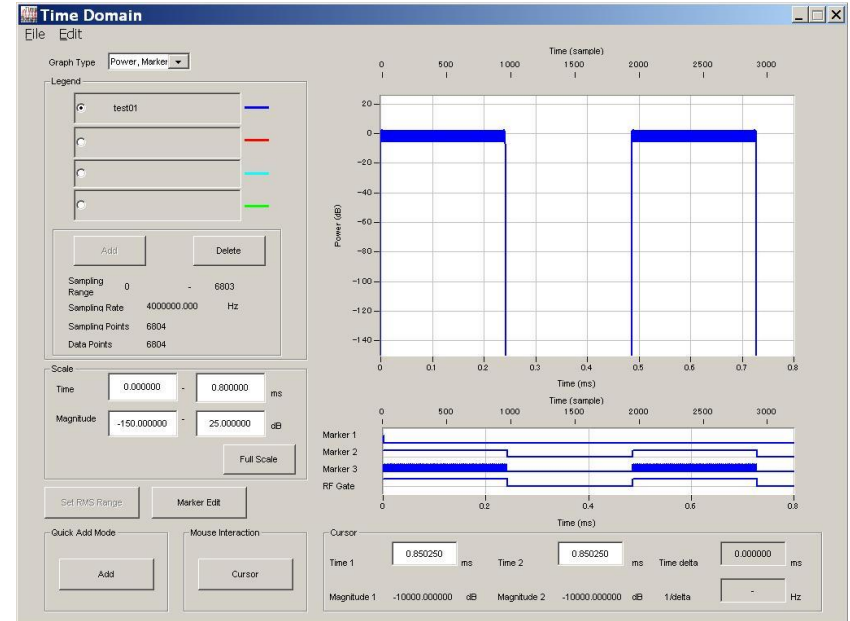 Time Domain
File Edit
Graph Type Power, Marker
Legend
test01
Add Delete
Sampling Range 0 - 6803
Sampling Rate 4000000.000 Hz
Sampling Points 6804
Data Points 6804
Scale
Time 0.000000 - 0.800000 ms
Magnitude -150.000000 - 25.000000 dB
Full Scale
Set RMS Range Marker Edit
Quick Add Mode
Add
Mouse Interaction
Cursor
Time (sample)
0 500 1000 1500 2000 2500 3000
Power (dB)
20
0
-20
-40
-60
-80
-100
-120
-140
0 0.1 0.2 0.3 0.4 0.5 0.6 0.7 0.8
Time (ms)
Time (sample)
0 500 1000 1500 2000 2500 3000
Marker 1
Marker 2
Marker 3
RF Gate
0 0.2 0.4 0.6 0.8
Time (ms)
Cursor
Time 1 0.850250 ms Time 2 0.850250 ms Time delta 0.000000 ms
Magnitude 1 -10000.000000 dB Magnitude 2 -10000.000000 dB 1/delta - Hz